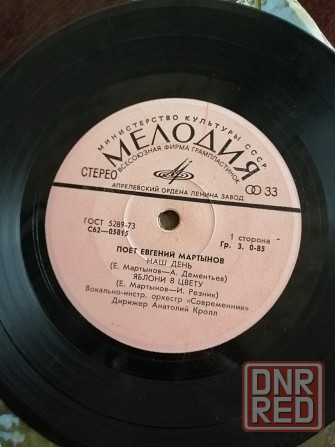 МИНИСТЕРСТВО КУЛЬТУРЫ СССР
МЕЛОДИЯ
ВСЕСОЮЗНАЯ ФИРМА ГРАМПЛАСТИНОК
СТЕРЕО
33
АПРЕЛЕВСКИЙ ОРДЕНА ЛЕНИНА ЗАВОД
ГОСТ 5289-73
С62—05815
1 сторона
Гр. 3. 0-85
ПОЕТ ЕВГЕНИЙ МАРТЫНОВ
НАШ ДЕНЬ
(Е. Мартынов—А. Дементьев)
ЯБЛОНИ В ЦВЕТУ
(Е. Мартынов—И. Резник)
Вокально-инстр. оркестр «Современник»
Дирижер Анатолий Кролл
DNR
RED